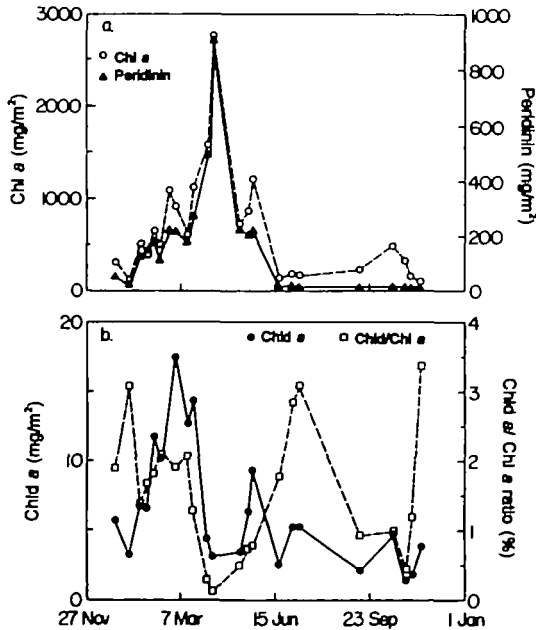 a.
Chl a
Peridinin
3000
2000
1000
0
Chl a (mg/m²)
1000
800
600
400
200
0
Peridinin (mg/m²)
b.
Chld a
Chld/Chl a
20
10
0
Chld a (mg/m²)
4
3
2
1
0
Chld a/ Chl a ratio (%)
27 Nov
7 Mar
15 Jun
23 Sep
1 Jan